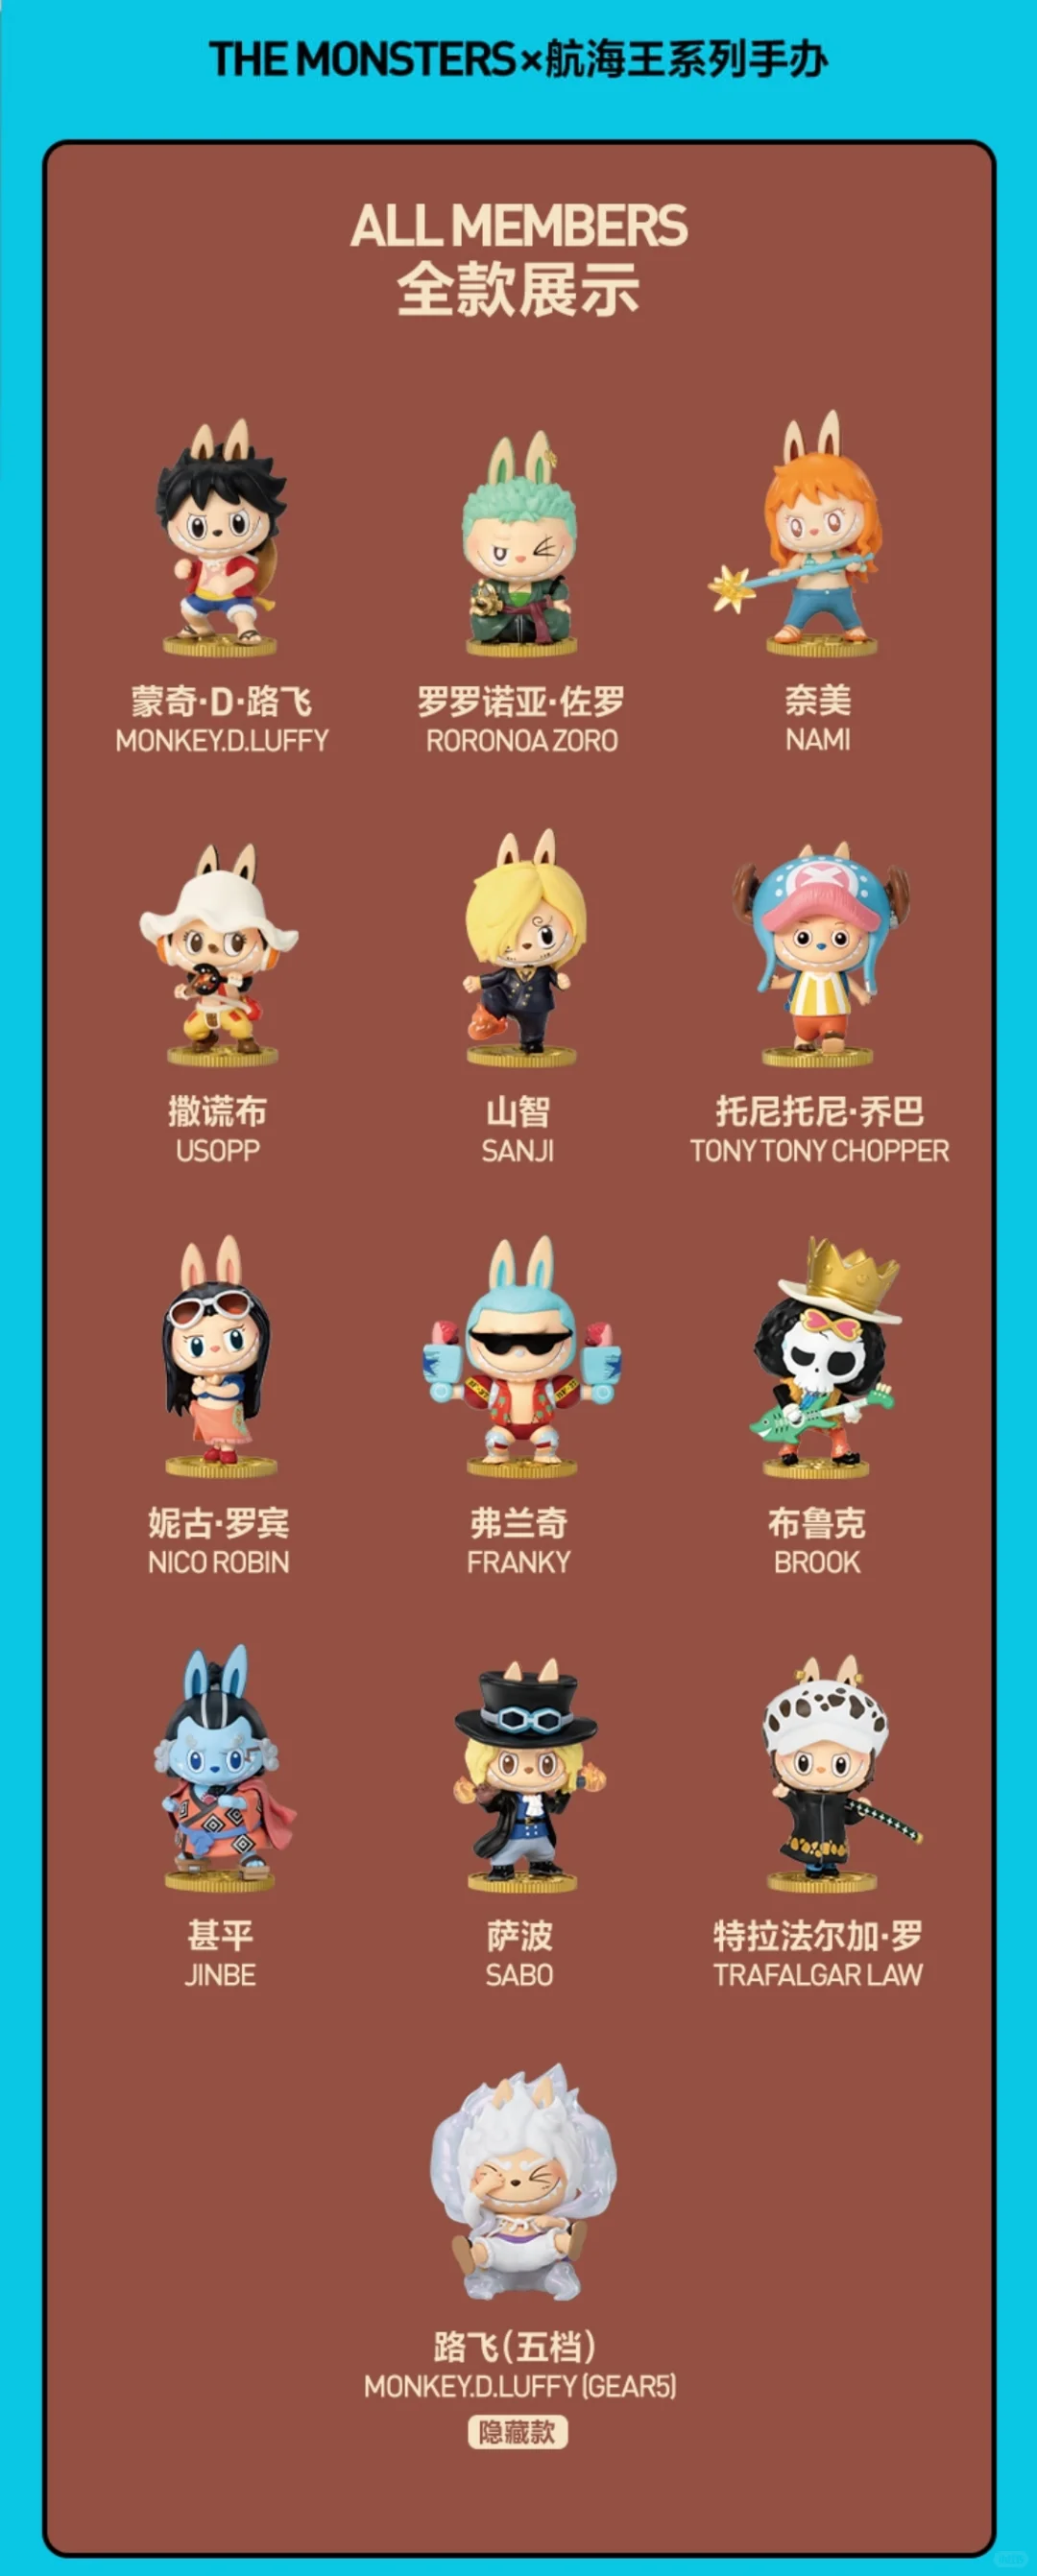 THE MONSTERS×航海王系列手办
ALL MEMBERS
全款展示
蒙奇·D·路飞
MONKEY.D.LUFFY
罗罗诺亚·佐罗
RORONOA ZORO
奈美
NAMI
撒谎布
USOPP
山智
SANJI
托尼托尼·乔巴
TONY TONY CHOPPER
妮古·罗宾
NICO ROBIN
弗兰奇
FRANKY
布鲁克
BROOK
甚平
JINBE
萨波
SABO
特拉法尔加·罗
TRAFALGAR LAW
路飞(五档)
MONKEY.D.LUFFY (GEAR5)
隐藏款